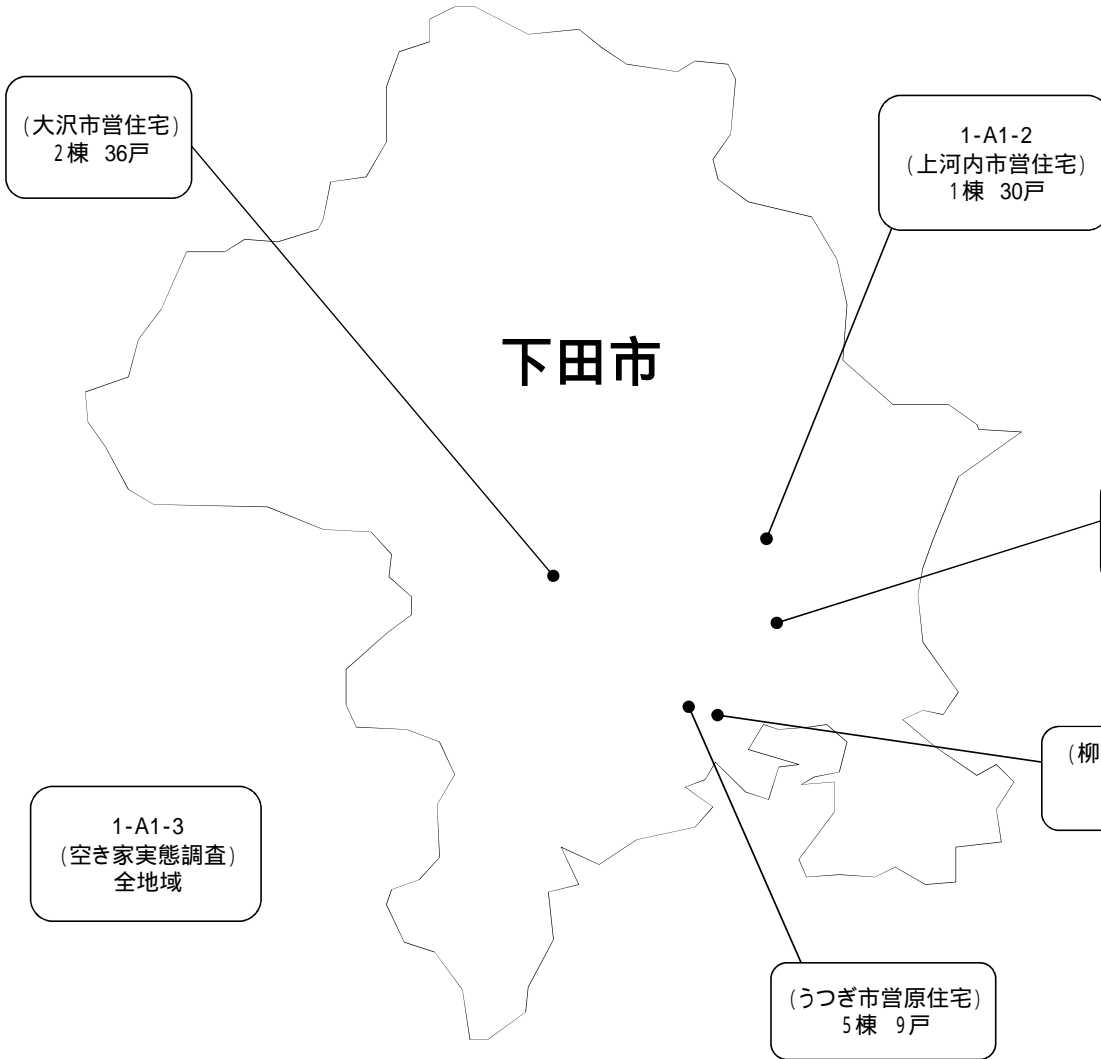 (大沢市営住宅)
2棟 36戸
1-A1-2
(上河内市営住宅)
1棟 30戸
下田市
(柳
1-A1-3
(空き家実態調査)
全地域
(うつぎ市営原住宅)
5棟 9戸